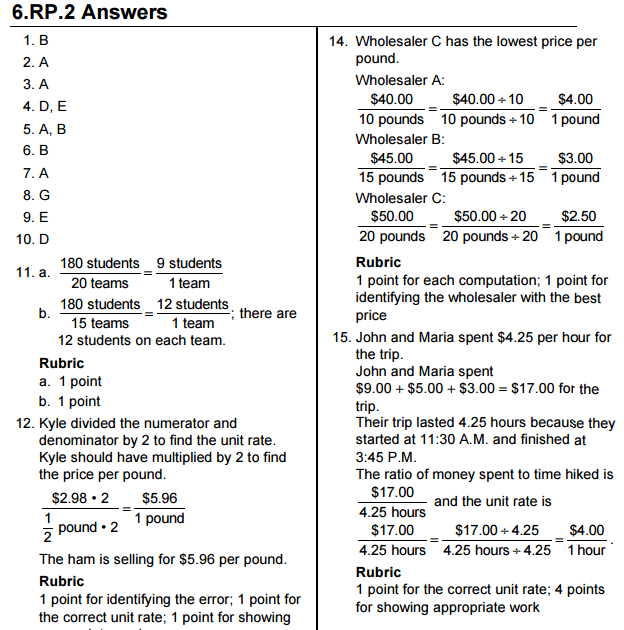 6.RP.2 Answers
1. B
2. A
3. A
4. D, E
5. A, B
6. B
7. A
8. G
9. E
10. D
11. a. 180 students / 20 teams = 9 students / 1 team
b. 180 students / 15 teams = 12 students / 1 team ; there are
12 students on each team.
Rubric
a. 1 point
b. 1 point
12. Kyle divided the numerator and
denominator by 2 to find the unit rate.
Kyle should have multiplied by 2 to find
the price per pound.
$2.98 • 2 / 1/2 pound • 2 = $5.96 / 1 pound
The ham is selling for $5.96 per pound.
Rubric
1 point for identifying the error; 1 point for
the correct unit rate; 1 point for showing
14. Wholesaler C has the lowest price per
pound.
Wholesaler A:
$40.00 / 10 pounds = $40.00 ÷ 10 / 10 pounds ÷ 10 = $4.00 / 1 pound
Wholesaler B:
$45.00 / 15 pounds = $45.00 ÷ 15 / 15 pounds ÷ 15 = $3.00 / 1 pound
Wholesaler C:
$50.00 / 20 pounds = $50.00 ÷ 20 / 20 pounds ÷ 20 = $2.50 / 1 pound
Rubric
1 point for each computation; 1 point for
identifying the wholesaler with the best
price
15. John and Maria spent $4.25 per hour for
the trip.
John and Maria spent
$9.00 + $5.00 + $3.00 = $17.00 for the
trip.
Their trip lasted 4.25 hours because they
started at 11:30 A.M. and finished at
3:45 P.M.
The ratio of money spent to time hiked is
$17.00 / 4.25 hours and the unit rate is
$17.00 / 4.25 hours = $17.00 ÷ 4.25 / 4.25 hours ÷ 4.25 = $4.00 / 1 hour .
Rubric
1 point for the correct unit rate; 4 points
for showing appropriate work